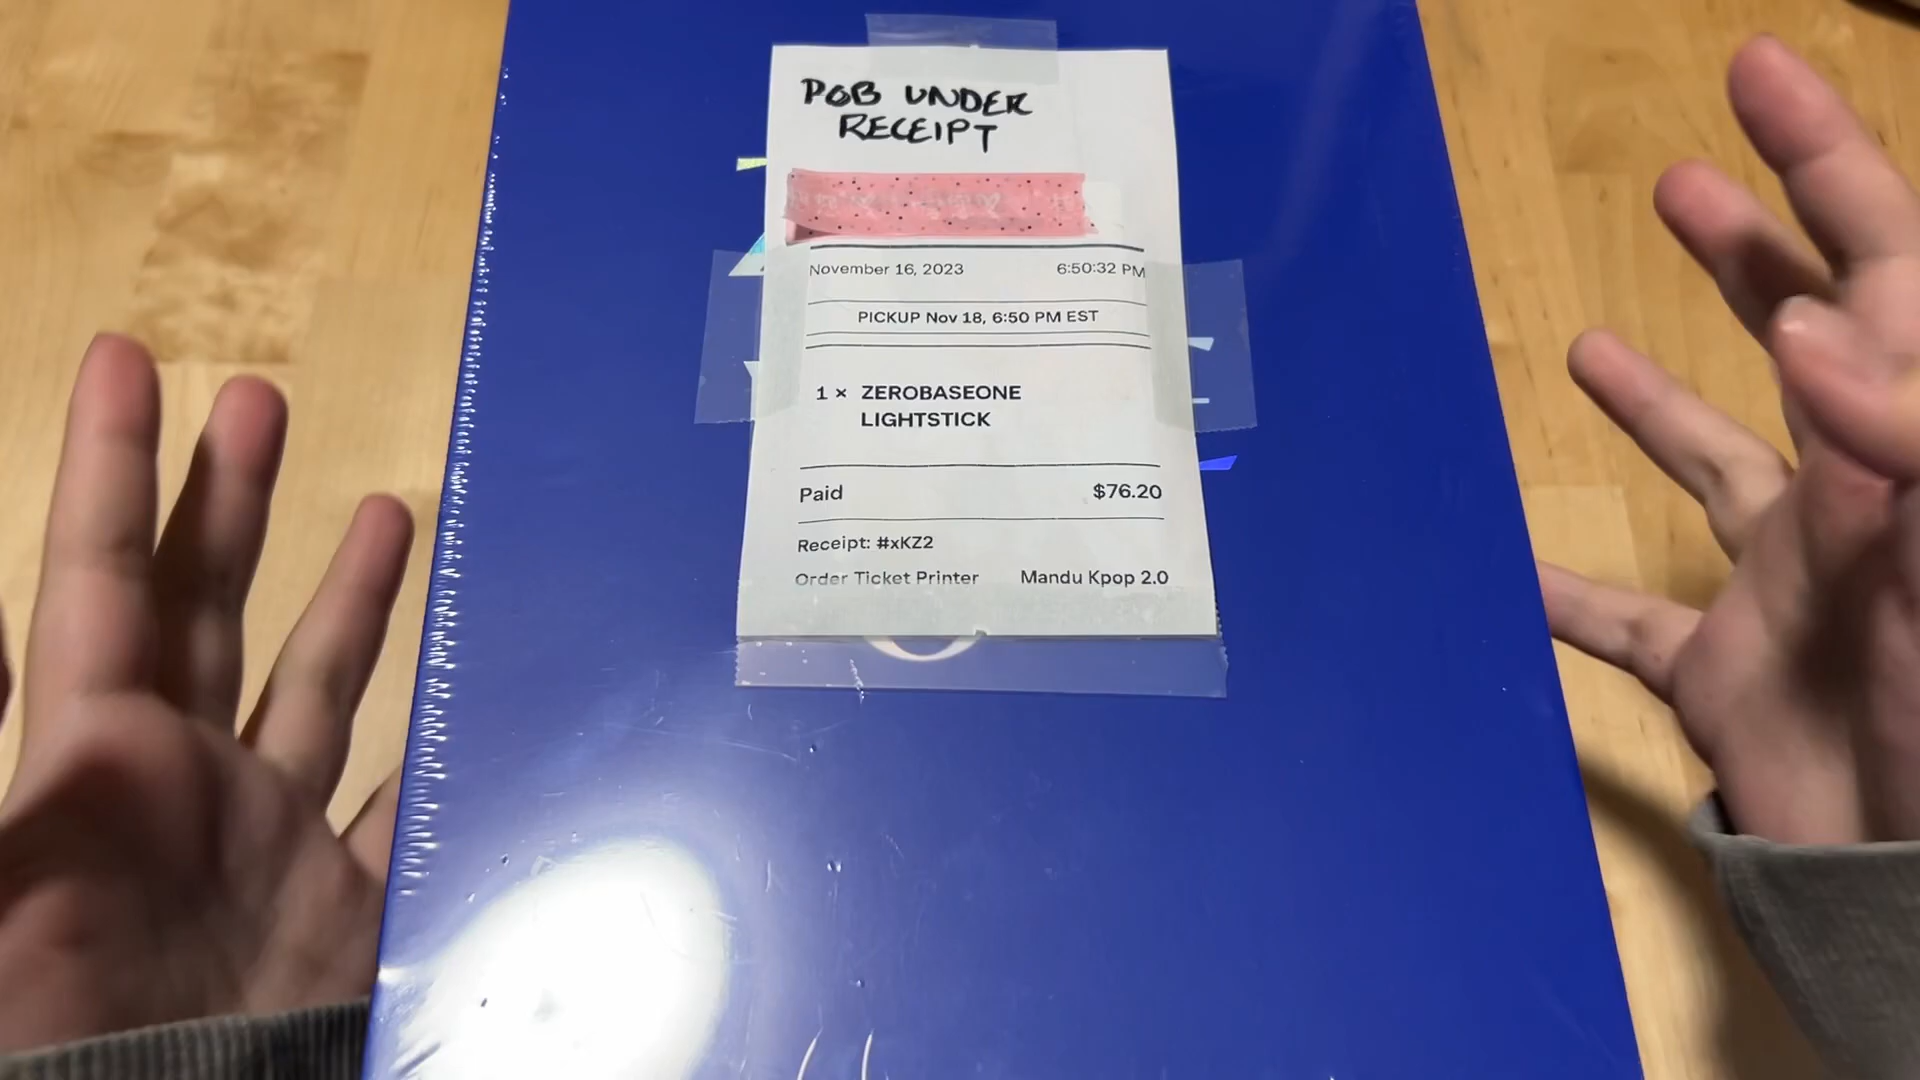 POB UNDER
RECEIPT
November 16, 2023 6:50:32 PM
PICKUP Nov 18, 6:50 PM EST
1 × ZEROBASEONE
LIGHTSTICK
Paid $76.20
Receipt: #xKZ2
Order Ticket Printer Mandu Kpop 2.0